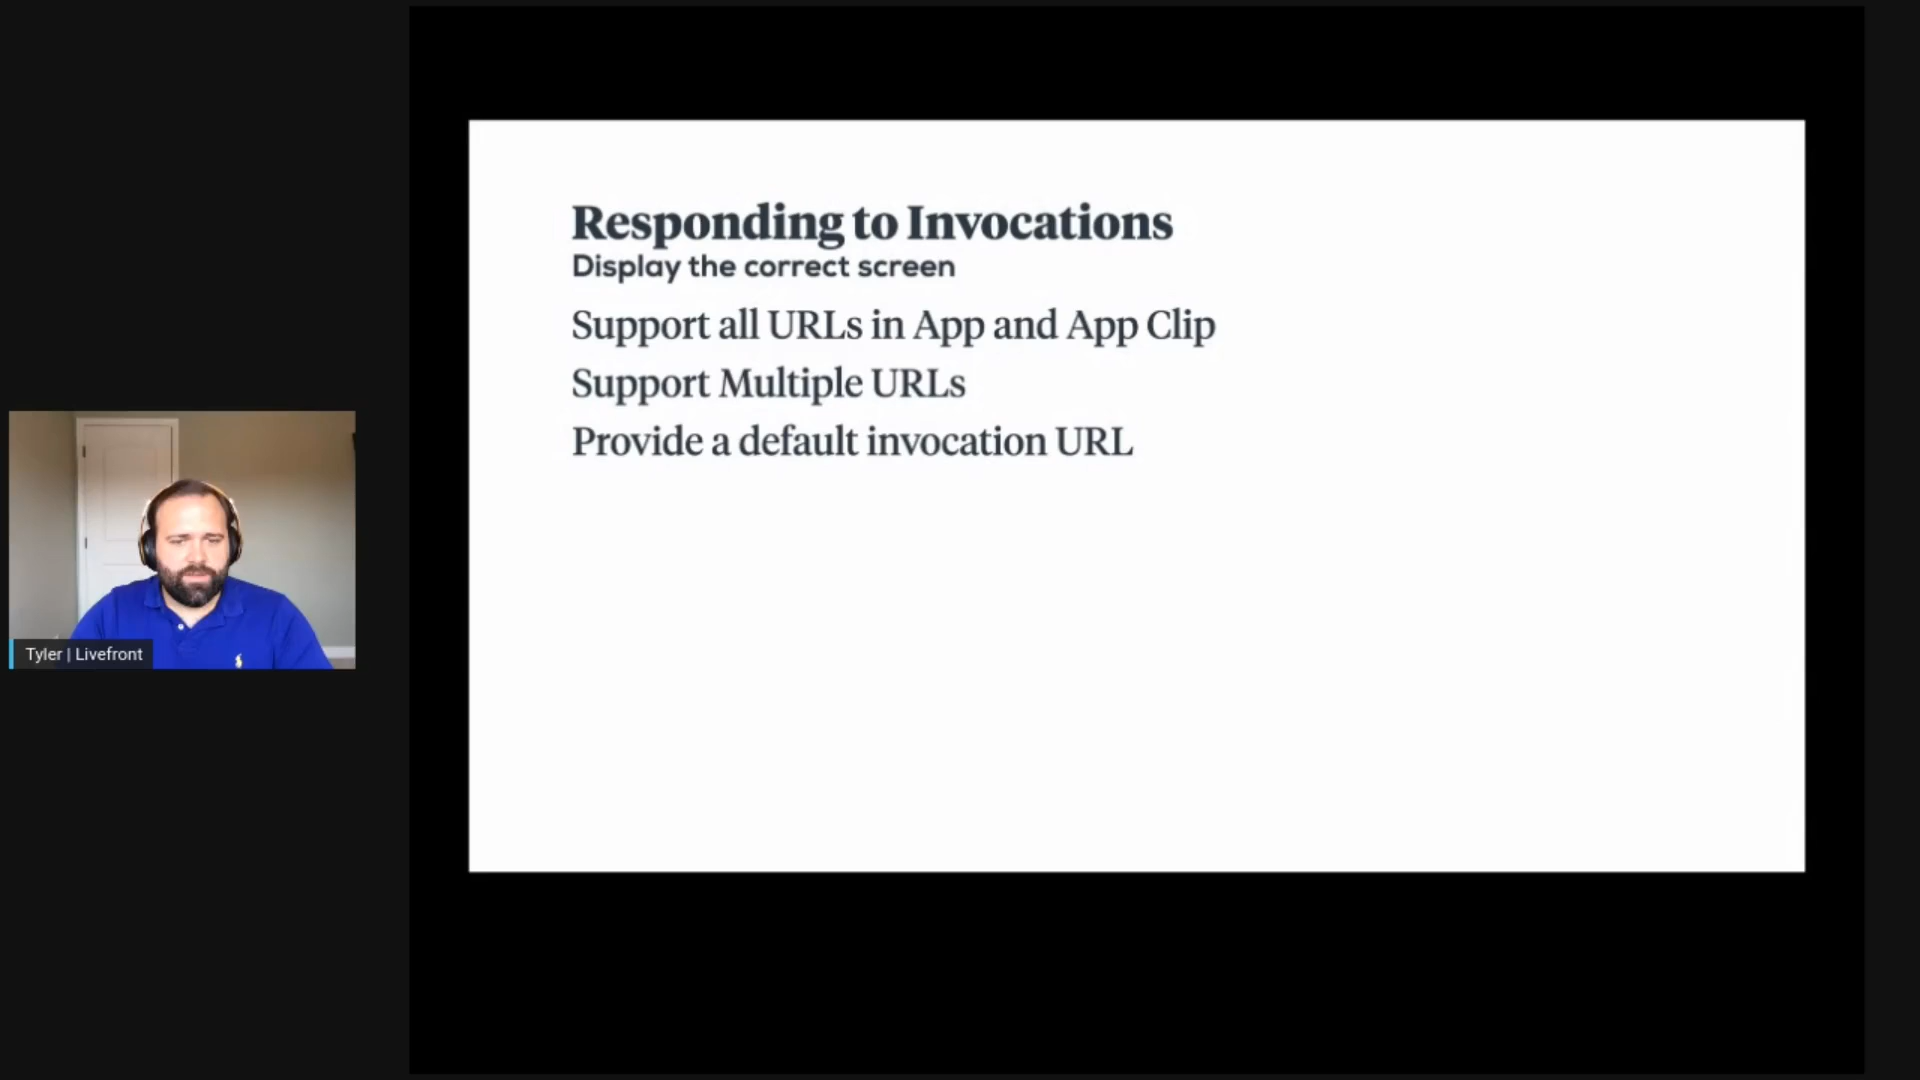 Responding to Invocations
Display the correct screen
Support all URLs in App and App Clip
Support Multiple URLs
Provide a default invocation URL
Tyler | Livefront